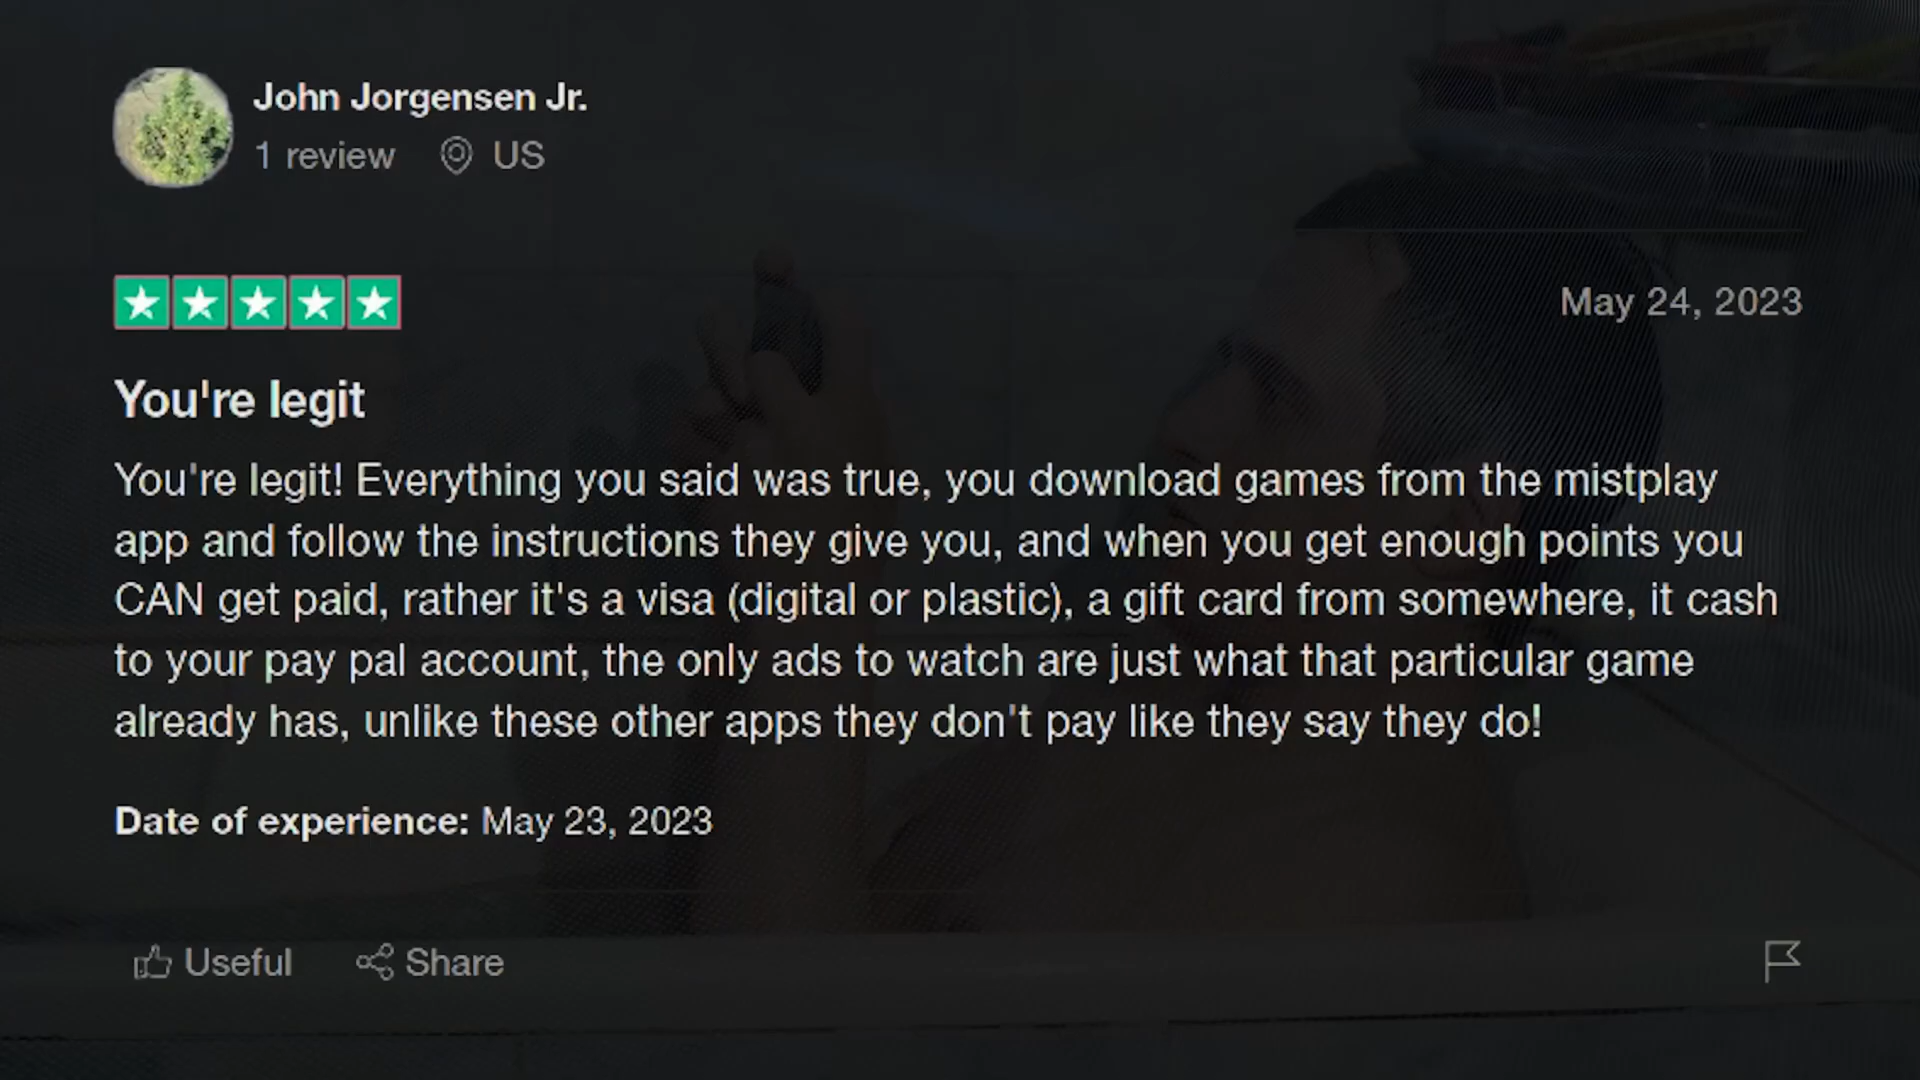 John Jorgensen Jr.
1 review US
May 24, 2023
You're legit
You're legit! Everything you said was true, you download games from the mistplay
app and follow the instructions they give you, and when you get enough points you
CAN get paid, rather it's a visa (digital or plastic), a gift card from somewhere, it cash
to your pay pal account, the only ads to watch are just what that particular game
already has, unlike these other apps they don't pay like they say they do!
Date of experience: May 23, 2023
Useful Share